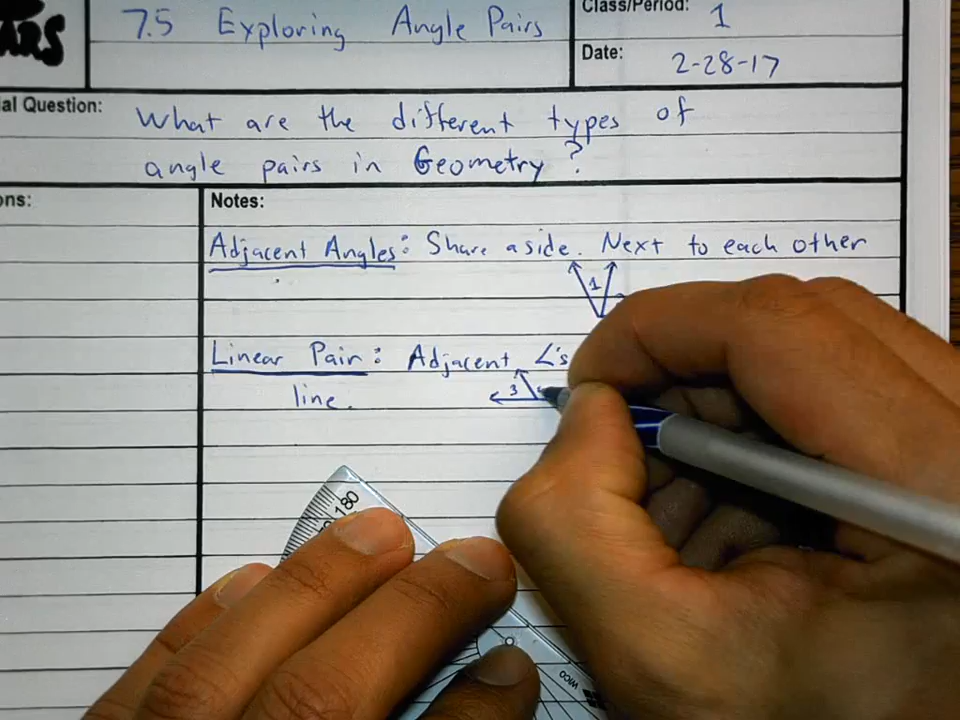 ARS
7.5 Exploring Angle Pairs
Class/Period: 1
Date: 2-28-17
ial Question: What are the different types of
angle pairs in Geometry?
ons:
Notes:
Adjacent Angles: Share a side. Next to each other
1
Linear Pair: Adjacent ∠'s
line.
3
180
WICO